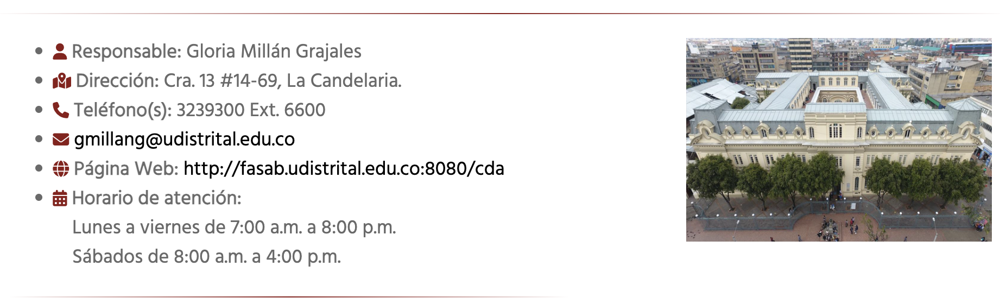 Responsable: Gloria Millán Grajales
Dirección: Cra. 13 #14-69, La Candelaria.
Teléfono(s): 3239300 Ext. 6600
gmillang@udistrital.edu.co
Página Web: http://fasab.udistrital.edu.co:8080/cda
Horario de atención:
Lunes a viernes de 7:00 a.m. a 8:00 p.m.
Sábados de 8:00 a.m. a 4:00 p.m.